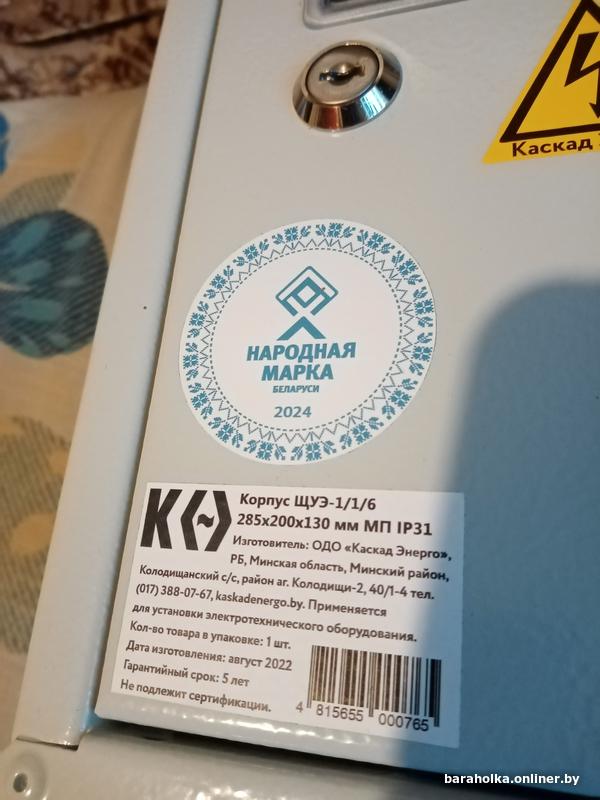 Каскад
НАРОДНАЯ
МАРКА
БЕЛАРУСИ
2024
Корпус ЩУЭ-1/1/6
285х200х130 мм МП IP31
Изготовитель: ОДО «Каскад Энерго»,
РБ, Минская область, Минский район,
Колодищанский с/с, район аг. Колодищи-2, 40/1-4 тел.
(017) 388-07-67, kaskadenergo.by. Применяется
для установки электротехнического оборудования.
Кол-во товара в упаковке: 1 шт.
Дата изготовления: август 2022
Гарантийный срок: 5 лет
Не подлежит сертификации.
4 815655 000765
baraholka.onliner.by